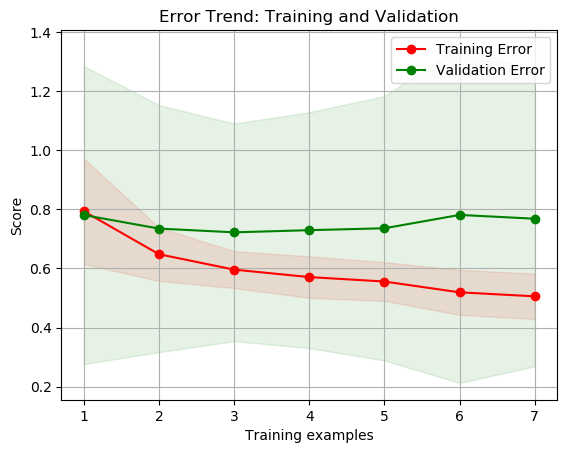 Error Trend: Training and Validation
1.4
1.2
1.0
0.8
0.6
0.4
0.2
Score
Training Error
Validation Error
1 2 3 4 5 6 7
Training examples